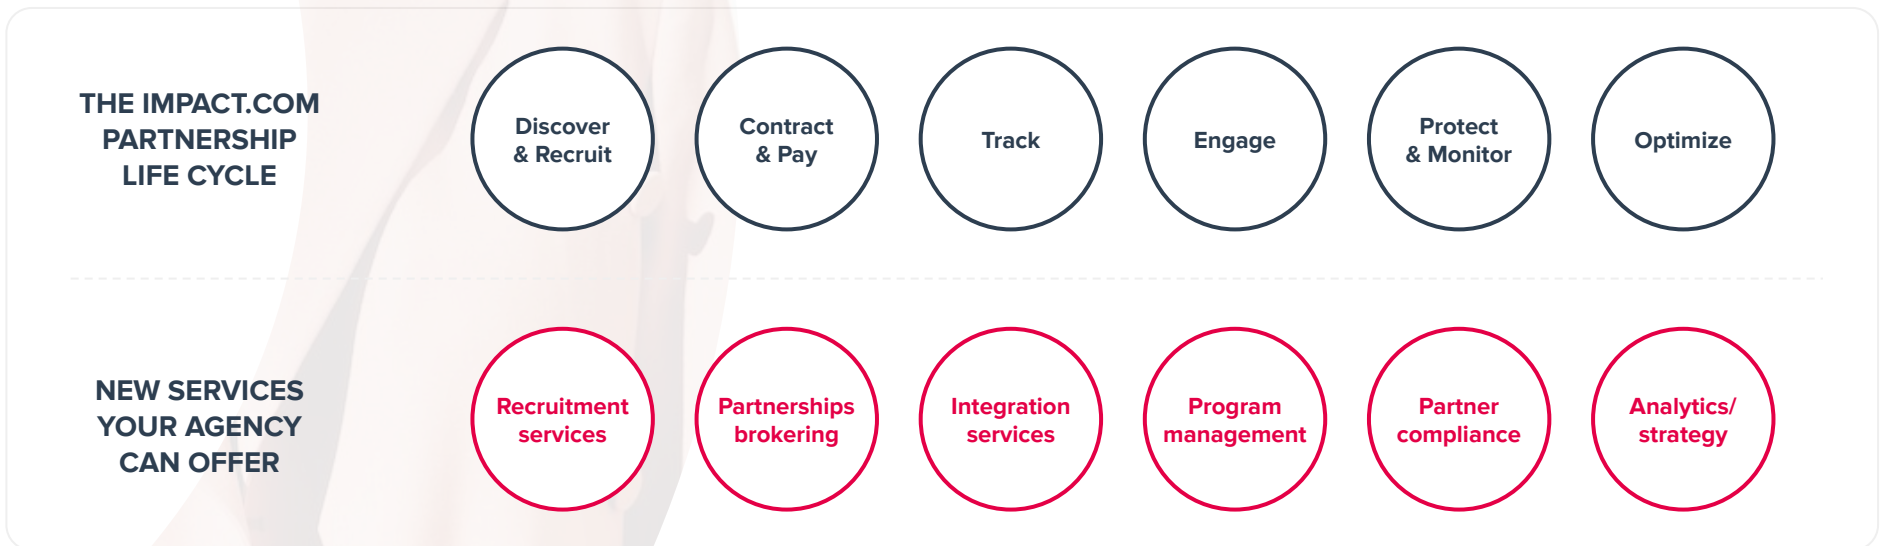 THE IMPACT.COM
PARTNERSHIP
LIFE CYCLE
Discover
& Recruit
Contract
& Pay
Track
Engage
Protect
& Monitor
Optimize
NEW SERVICES
YOUR AGENCY
CAN OFFER
Recruitment
services
Partnerships
brokering
Integration
services
Program
management
Partner
compliance
Analytics/
strategy